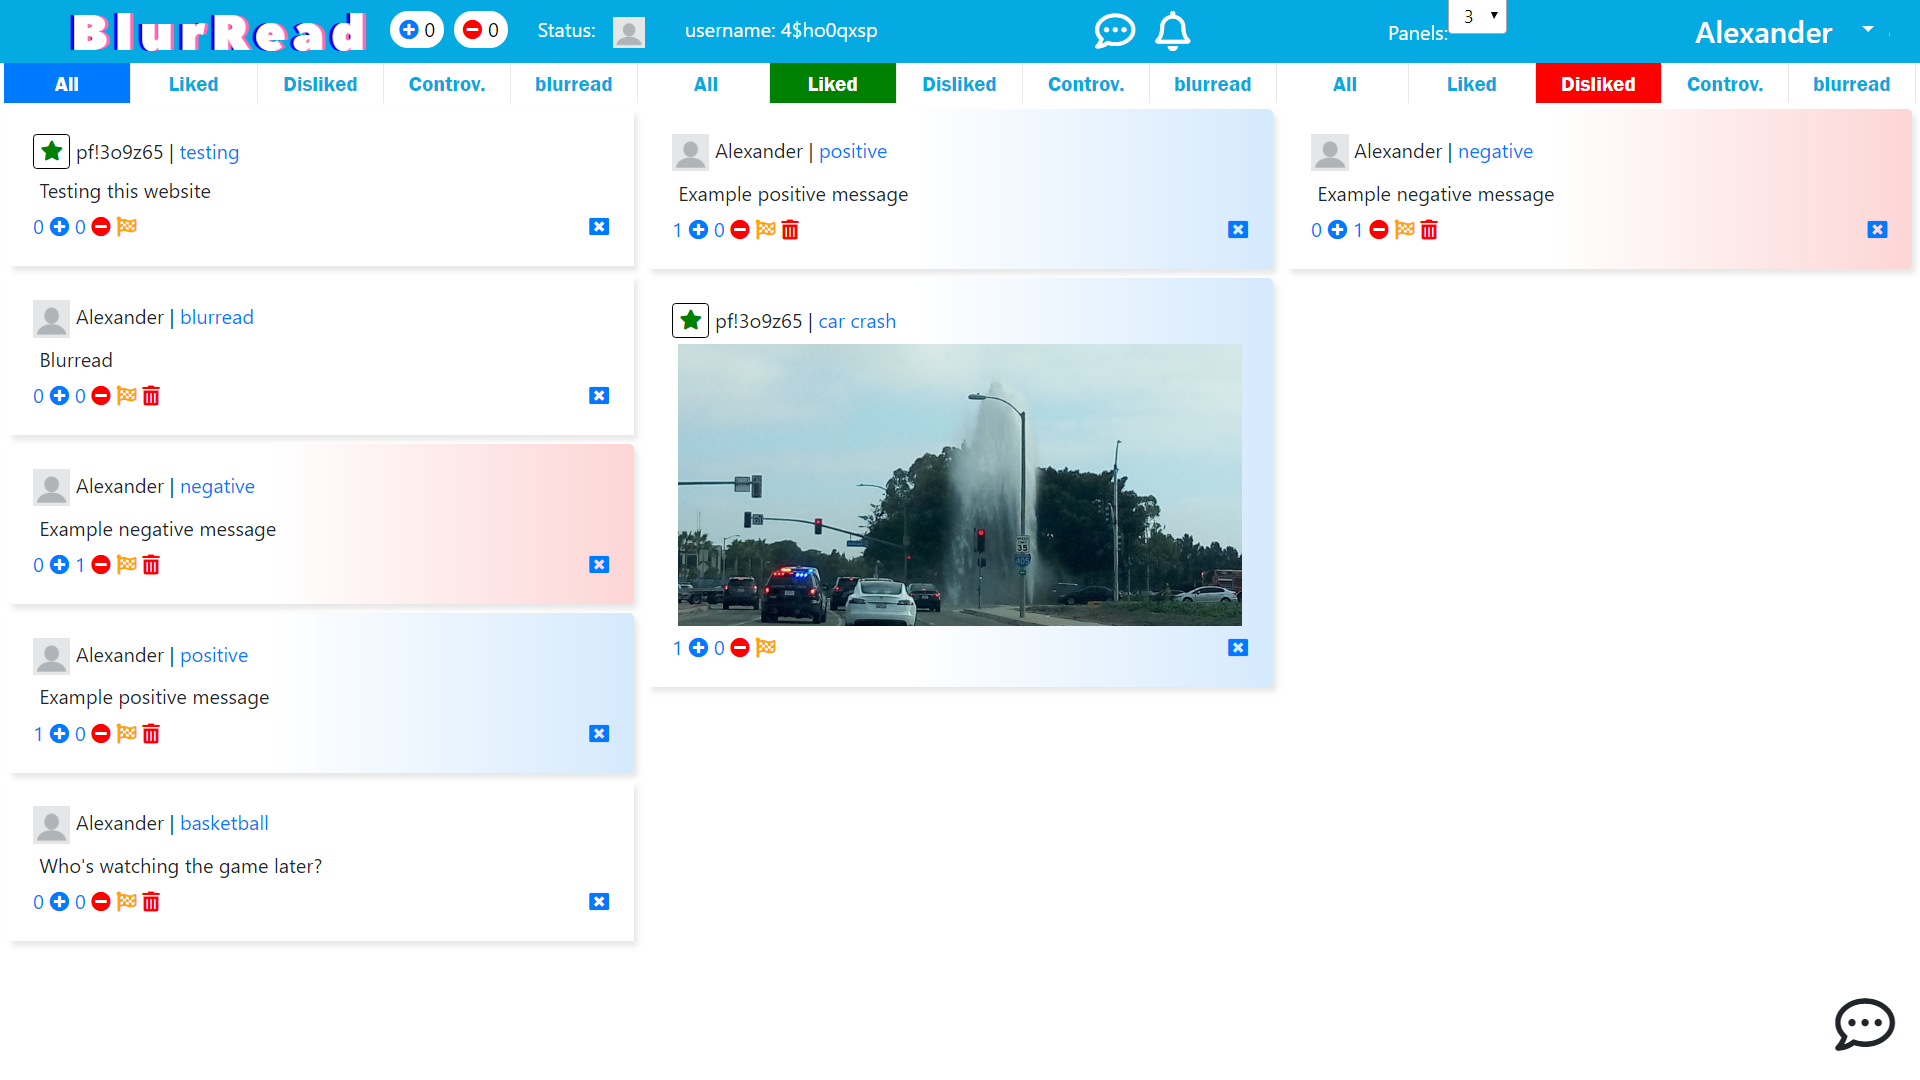 BlurRead 0 0 Status: username: 4$ho0qxsp Panels: 3 Alexander
All Liked Disliked Controv. blurread All Liked Disliked Controv. blurread All Liked Disliked Controv. blurread
pf!3o9z65 | testing
Testing this website
0 0
Alexander | blurread
Blurread
0 0
Alexander | negative
Example negative message
0 1
Alexander | positive
Example positive message
1 0
Alexander | basketball
Who's watching the game later?
0 0
Alexander | positive
Example positive message
1 0
pf!3o9z65 | car crash
35
405
1 0
Alexander | negative
Example negative message
0 1